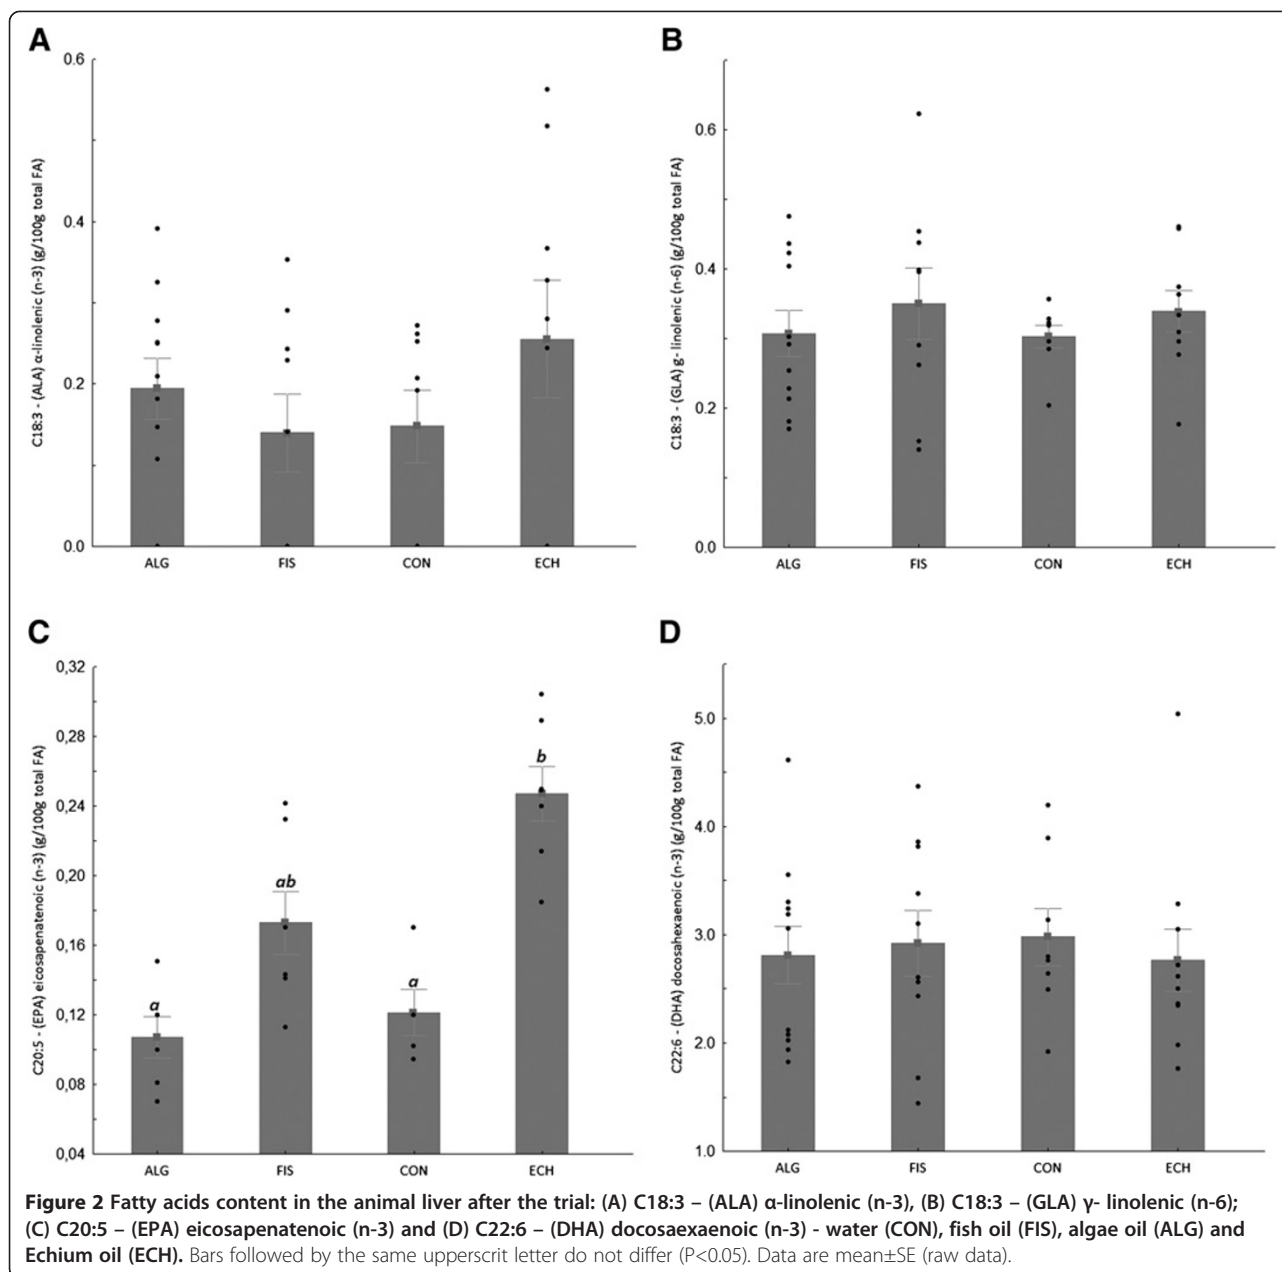 A
C18:3 - (ALA) α-linolenic (n-3) (g/100g total FA)
0.6
0.4
0.2
0.0
ALG FIS CON ECH
B
C18:3 - (GLA) g- linolenic (n-6) (g/100g total FA)
0.6
0.4
0.2
0.0
ALG FIS CON ECH
C
C20:5 - (EPA) eicosapenatenoic (n-3) (g/100g total FA)
0,32
0,28
0,24
0,20
0,16
0,12
0,08
0,04
a ab a b
ALG FIS CON ECH
D
C22:6 - (DHA) docosahexaenoic (n-3) (g/100g total FA)
5.0
4.0
3.0
2.0
1.0
ALG FIS CON ECH
Figure 2 Fatty acids content in the animal liver after the trial: (A) C18:3 – (ALA) α-linolenic (n-3), (B) C18:3 – (GLA) γ- linolenic (n-6);
(C) C20:5 – (EPA) eicosapenatenoic (n-3) and (D) C22:6 – (DHA) docosaexaenoic (n-3) - water (CON), fish oil (FIS), algae oil (ALG) and
Echium oil (ECH). Bars followed by the same upperscrit letter do not differ (P<0.05). Data are mean±SE (raw data).